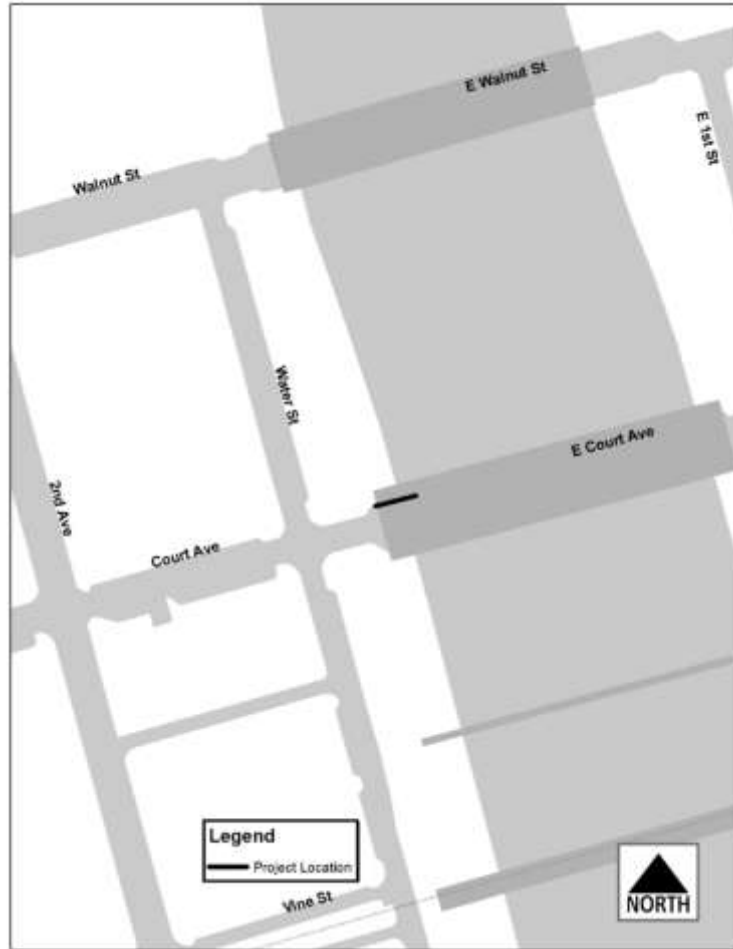 E Walnut St
E 1st St
Walnut St
Water St
E Court Ave
2nd Ave
Court Ave
Legend
Project Location
Vine St
NORTH